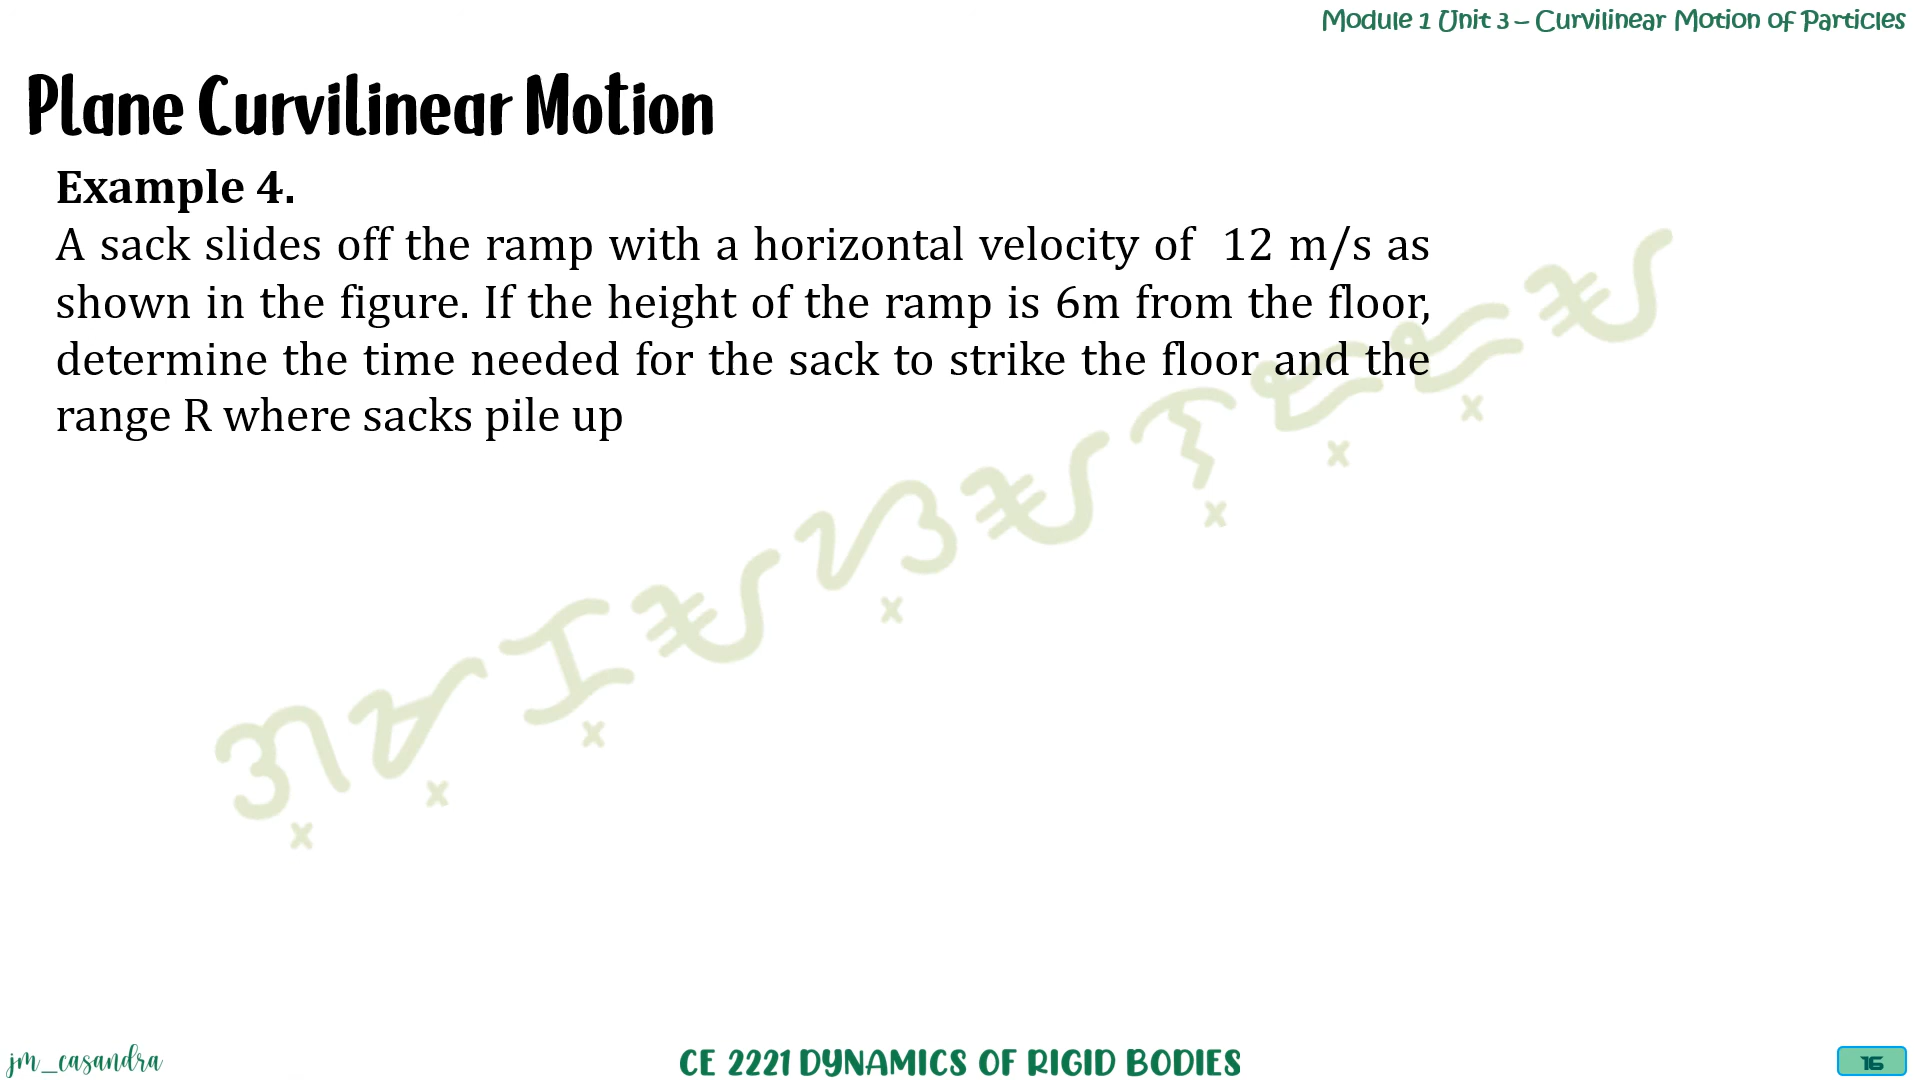 Module 1 Unit 3 – Curvilinear Motion of Particles
Plane Curvilinear Motion
Example 4.
A sack slides off the ramp with a horizontal velocity of 12 m/s as
shown in the figure. If the height of the ramp is 6m from the floor,
determine the time needed for the sack to strike the floor and the
range R where sacks pile up
jm_casandra
CE 2221 DYNAMICS OF RIGID BODIES
16